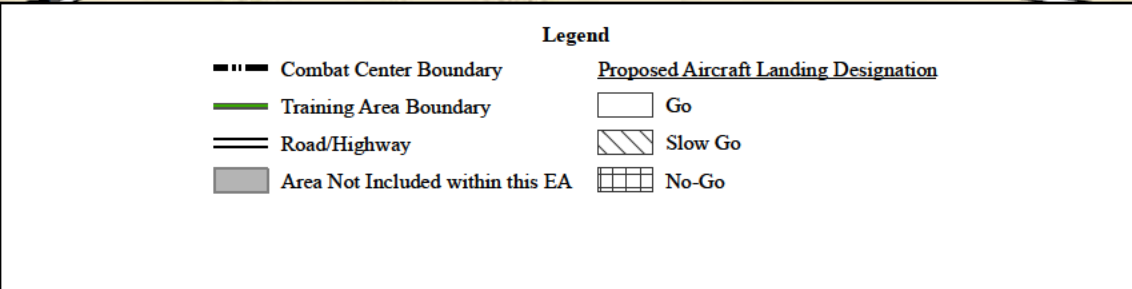 Legend
Combat Center Boundary
Training Area Boundary
Road/Highway
Area Not Included within this EA
Proposed Aircraft Landing Designation
Go
Slow Go
No-Go